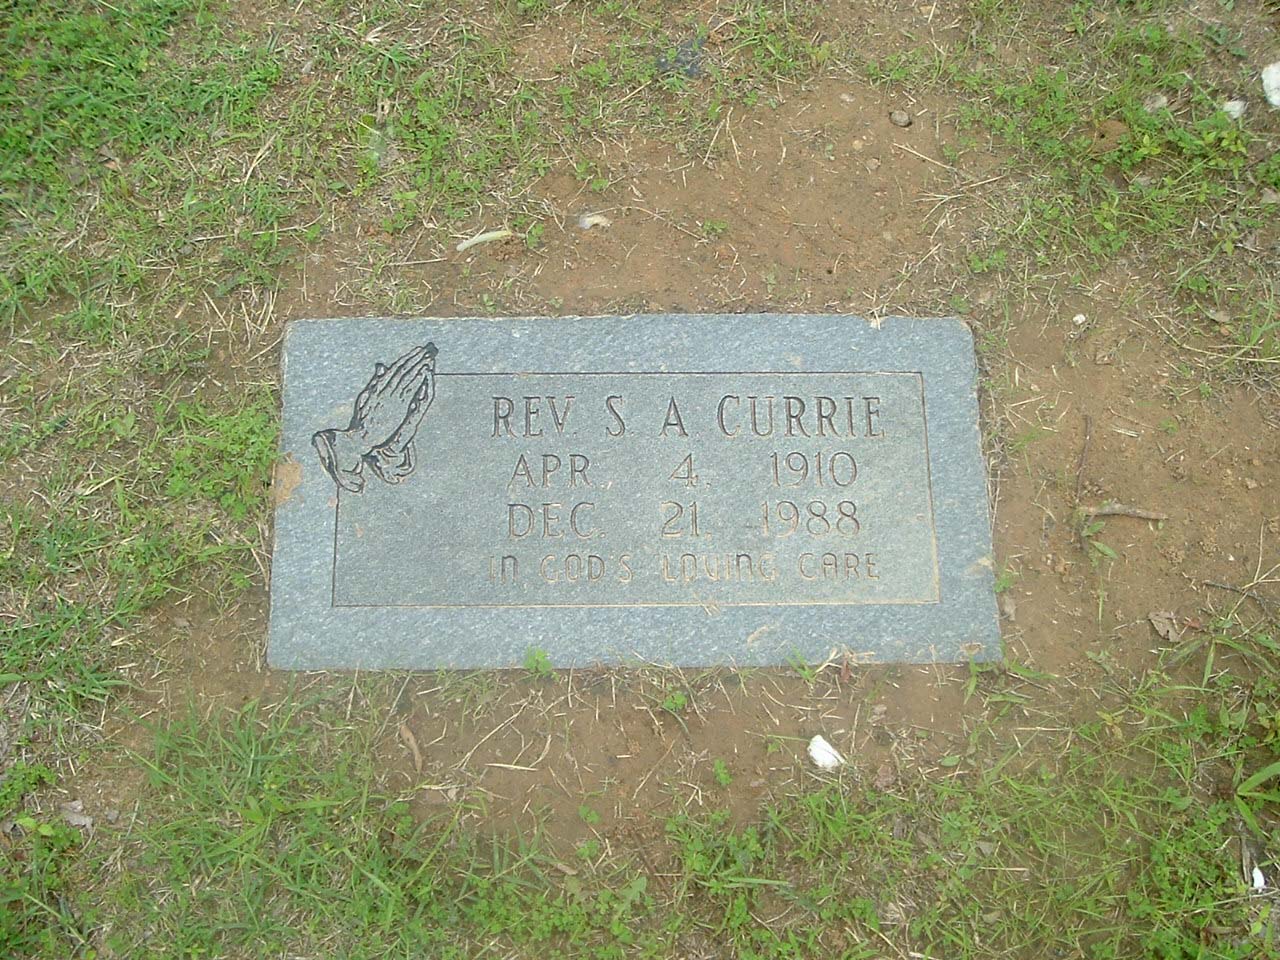 REV. S. A. CURRIE
APR. 4. 1910
DEC. 21. 1988
IN GOD'S LOVING CARE